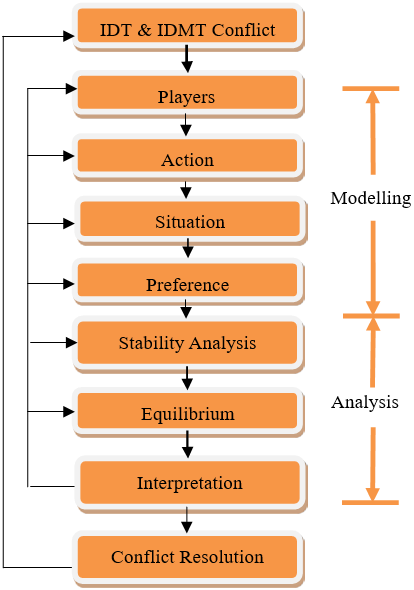 IDT & IDMT Conflict
Players
Action
Situation
Preference
Stability Analysis
Equilibrium
Interpretation
Conflict Resolution
Modelling
Analysis